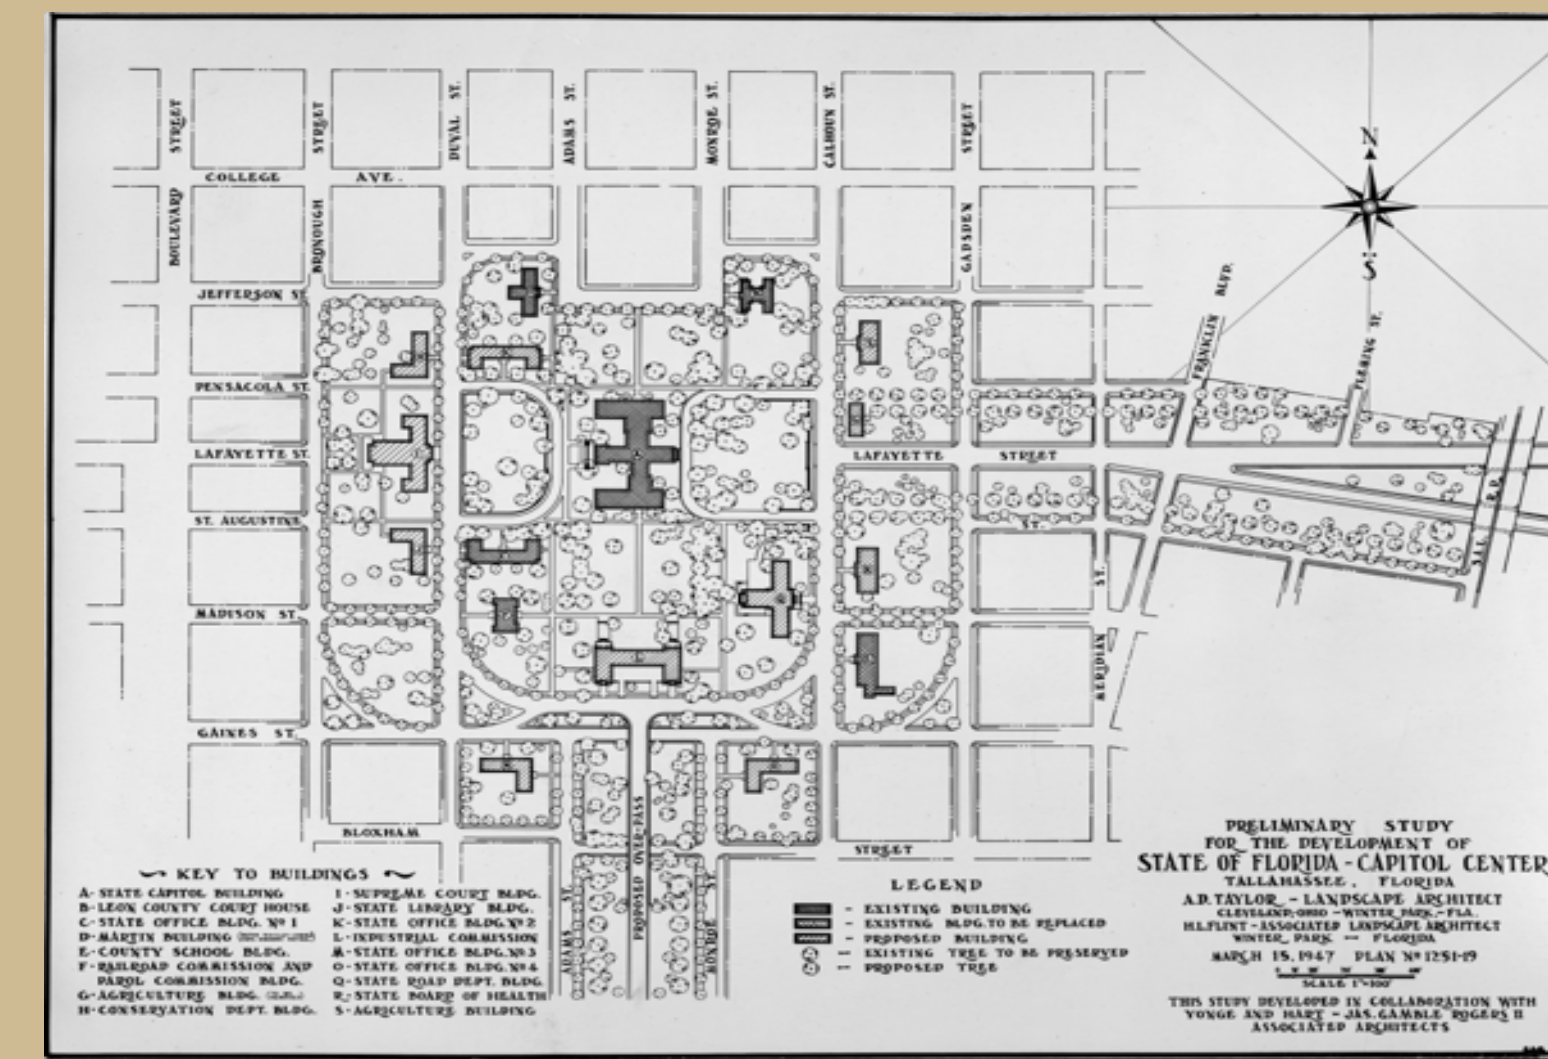 STREET
STREET
DUVAL ST.
ADAMS ST.
MONROE ST.
CALHOUN ST.
STREET
N
COLLEGE AVE.
BOULEVARD
BRONOUGH
GADSDEN
S
JEFFERSON ST.
FRANKLIN BLVD.
FLEMING ST.
PENSACOLA ST.
LAFAYETTE ST.
LAFAYETTE STREET
S.A.L. R.R.
ST. AUGUSTINE
ST.
ST.
MADISON ST.
MERIDIAN
GAINES ST.
BLOXHAM
STREET
PROPOSED OVER-PASS
ADAMS ST.
MONROE ST.
KEY TO BUILDINGS
A-STATE CAPITOL BUILDING
B-LEON COUNTY COURT HOUSE
C-STATE OFFICE BLDG. Nº 1
D-MARTIN BUILDING
E-COUNTY SCHOOL BLDG.
F-RAILROAD COMMISSION AND
PAROL COMMISSION BLDG.
G-AGRICULTURE BLDG.
H-CONSERVATION DEPT. BLDG.
I-SUPREME COURT BLDG.
J-STATE LIBRARY BLDG.
K-STATE OFFICE BLDG. Nº 2
L-INDUSTRIAL COMMISSION
M-STATE OFFICE BLDG. Nº 3
O-STATE OFFICE BLDG. Nº 4
Q-STATE ROAD DEPT. BLDG.
R-STATE BOARD OF HEALTH
S-AGRICULTURE BUILDING
LEGEND
- EXISTING BUILDING
- EXISTING BLDG. TO BE REPLACED
- PROPOSED BUILDING
- EXISTING TREE TO BE PRESERVED
- PROPOSED TREE
PRELIMINARY STUDY
FOR THE DEVELOPMENT OF
STATE OF FLORIDA - CAPITOL CENTER
TALLAHASSEE, FLORIDA
A.D. TAYLOR - LANDSCAPE ARCHITECT
CLEVELAND, OHIO - WINTER PARK, - FLA.
H.L. FLINT - ASSOCIATED LANDSCAPE ARCHITECT
WINTER PARK - FLORIDA
MARCH 15, 1947 PLAN Nº 1251-19
SCALE 1"=100'
THIS STUDY DEVELOPED IN COLLABORATION WITH
YONGE AND HART - JAS. GAMBLE ROGERS II
ASSOCIATED ARCHITECTS